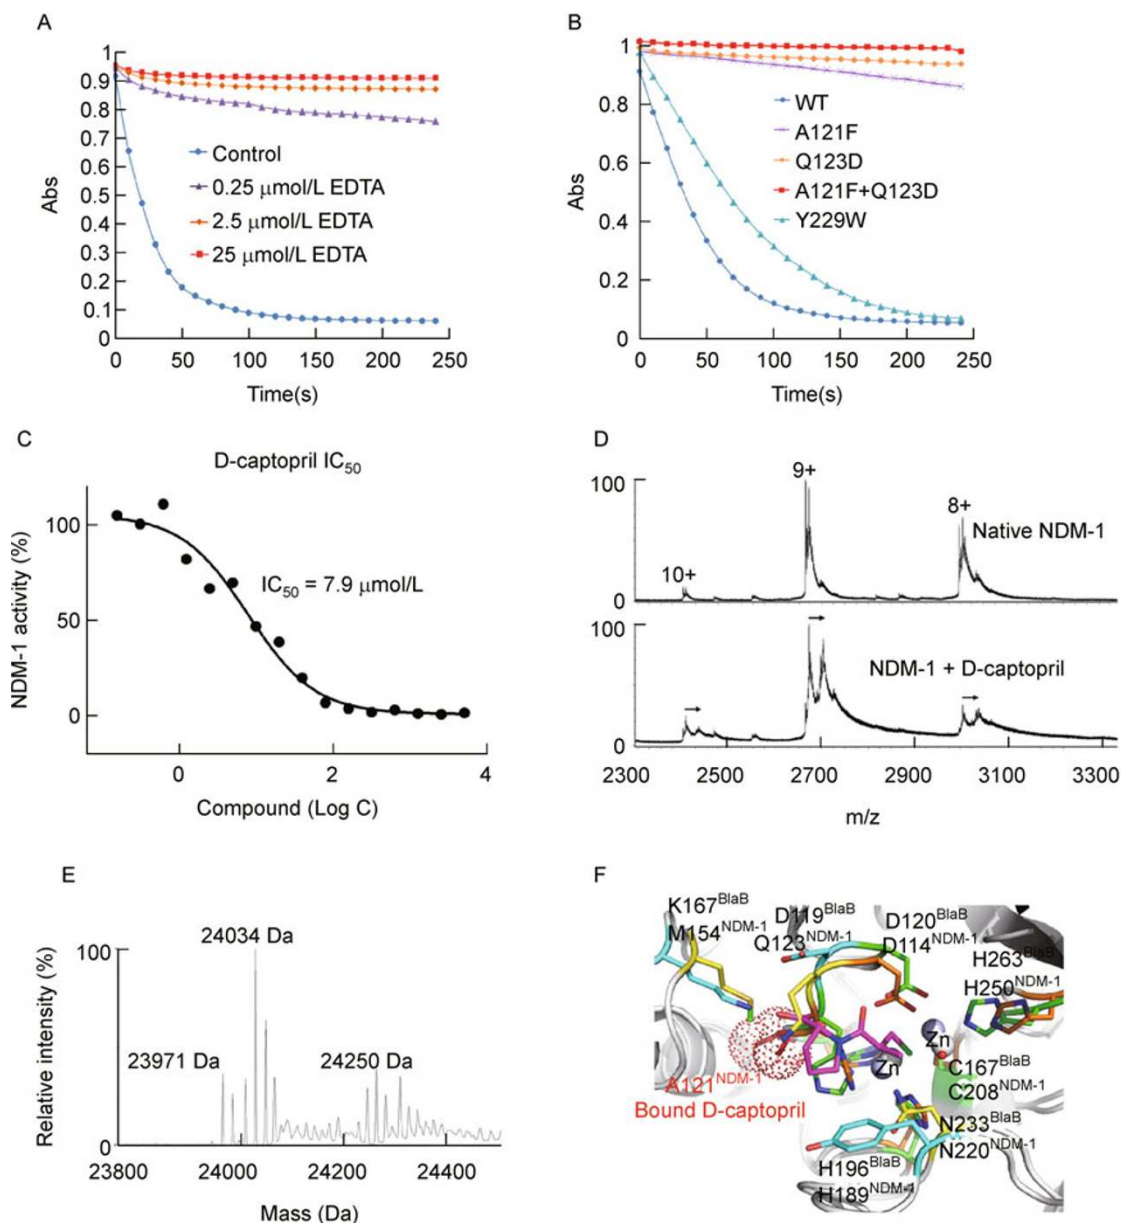 A
Abs
1
0.9
0.8
0.7
0.6
0.5
0.4
0.3
0.2
0.1
0
Control
0.25 μmol/L EDTA
2.5 μmol/L EDTA
25 μmol/L EDTA
0 50 100 150 200 250
Time(s)
B
Abs
1
0.8
0.6
0.4
0.2
0
WT
A121F
Q123D
A121F+Q123D
Y229W
0 50 100 150 200 250
Time(s)
C
D-captopril IC₅₀
NDM-1 activity (%)
100
50
0
IC₅₀ = 7.9 μmol/L
0 2 4
Compound (Log C)
D
100
0
10+
9+
8+
Native NDM-1
100
0
NDM-1 + D-captopril
2300 2500 2700 2900 3100 3300
m/z
E
Relative intensity (%)
100
0
24034 Da
23971 Da
24250 Da
23800 24000 24200 24400
Mass (Da)
F
K167ᴮˡᵃᴮ
M154ᴺᴰᴹ⁻¹
D119ᴮˡᵃᴮ
Q123ᴺᴰᴹ⁻¹
D120ᴮˡᵃᴮ
D114ᴺᴰᴹ⁻¹
H263ᴮˡᵃᴮ
H250ᴺᴰᴹ⁻¹
Zn
Zn
A121ᴺᴰᴹ⁻¹
Bound D-captopril
C167ᴮˡᵃᴮ
C208ᴺᴰᴹ⁻¹
N233ᴮˡᵃᴮ
N220ᴺᴰᴹ⁻¹
H196ᴮˡᵃᴮ
H189ᴺᴰᴹ⁻¹